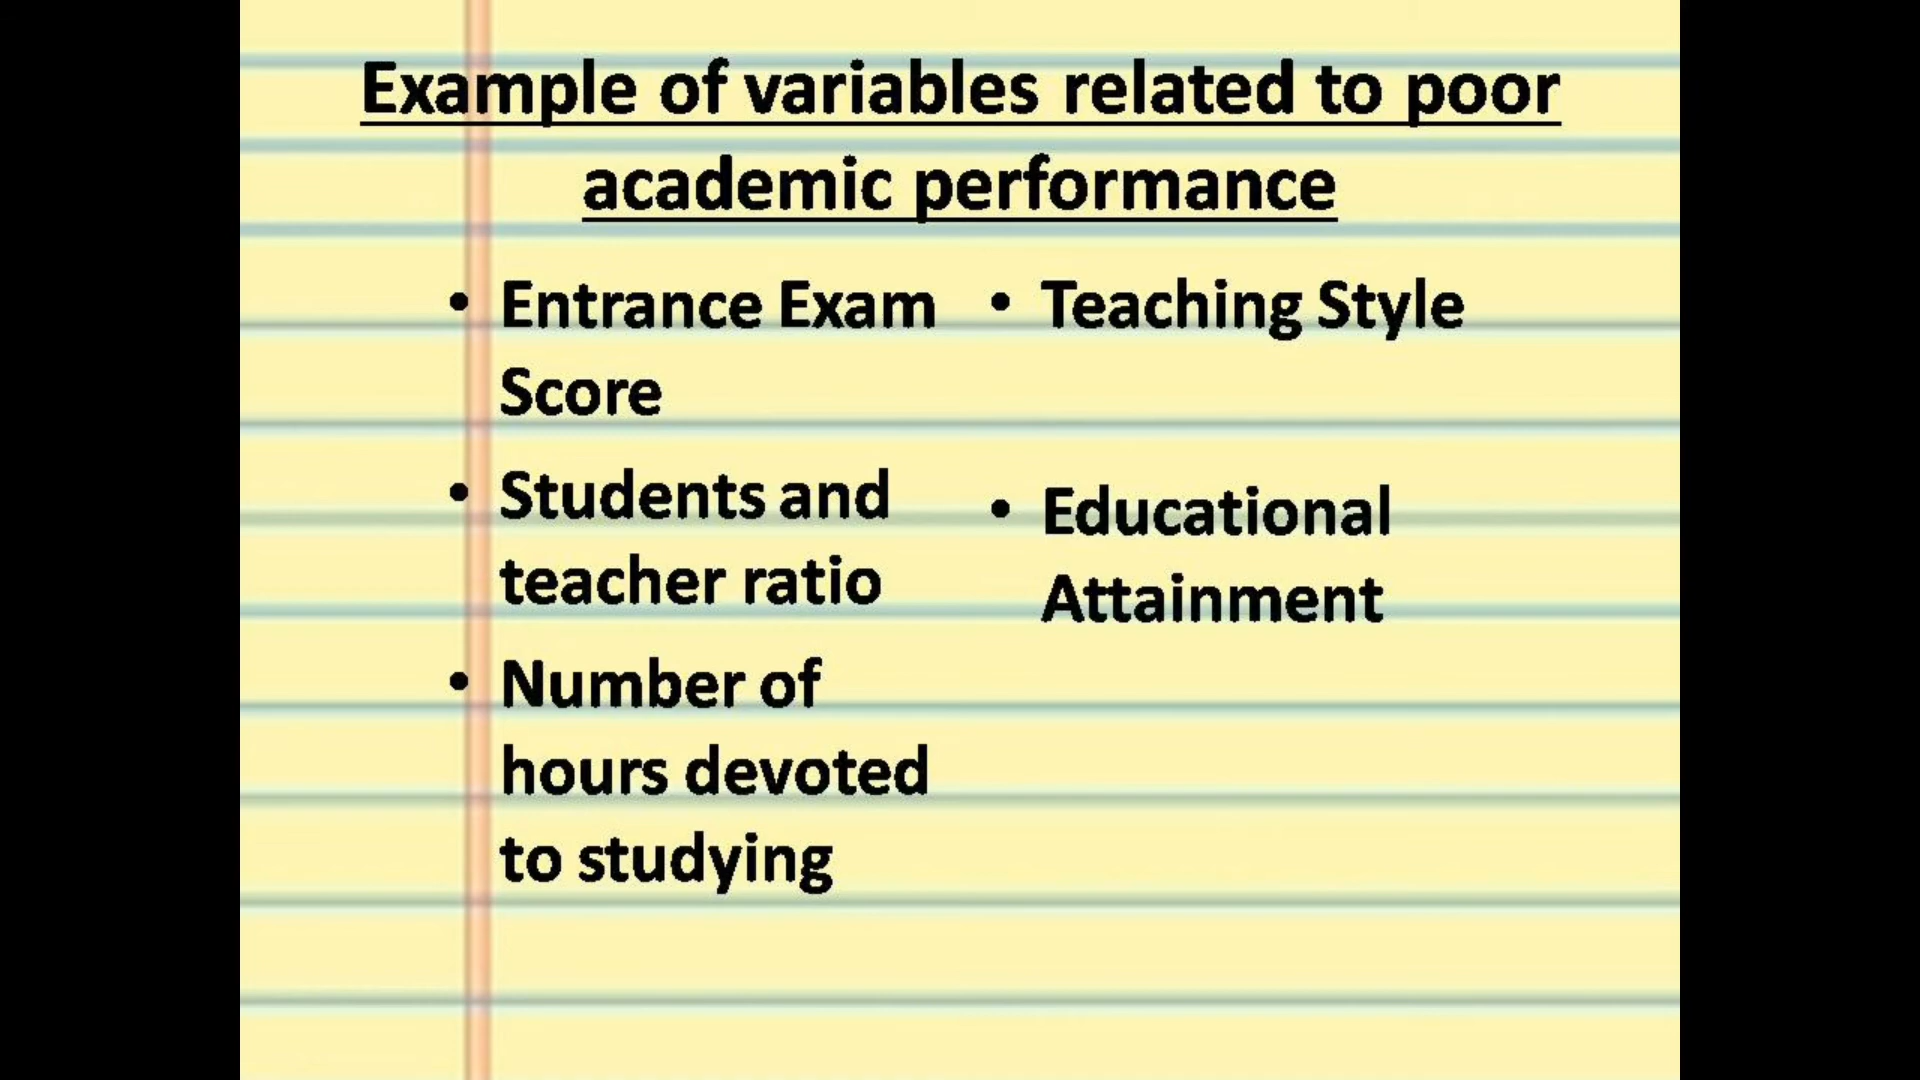 Example of variables related to poor
academic performance
• Entrance Exam
Score
• Students and
teacher ratio
• Number of
hours devoted
to studying
• Teaching Style
• Educational
Attainment